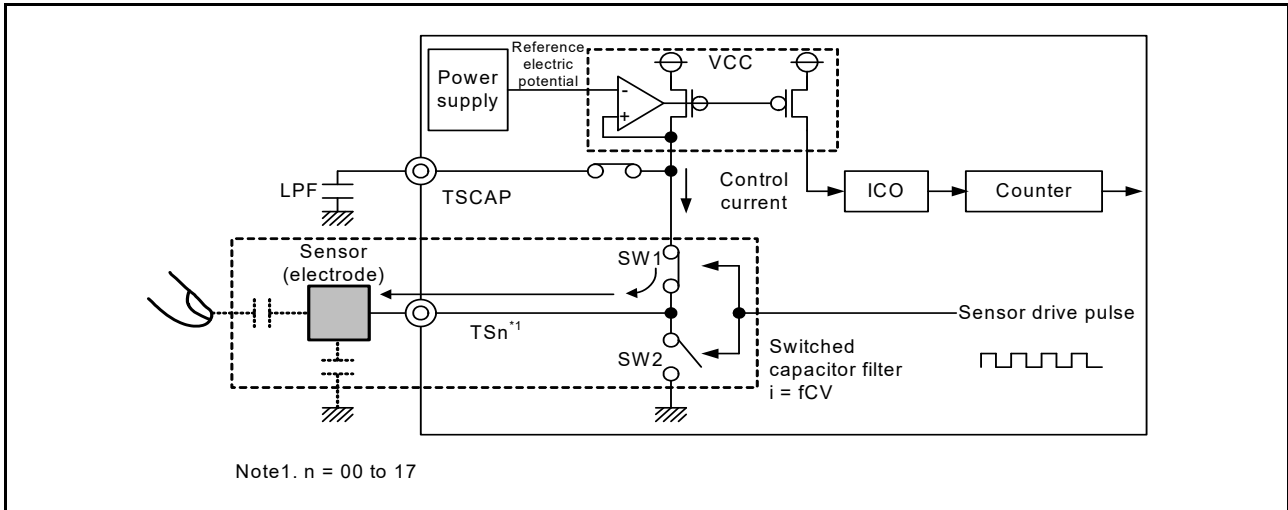 Power
supply
Reference
electric
potential
VCC
-
+
LPF
TSCAP
Control
current
ICO
Counter
Sensor
(electrode)
SW1
TSn*1
SW2
Sensor drive pulse
Switched
capacitor filter
i = fCV
Note1. n = 00 to 17